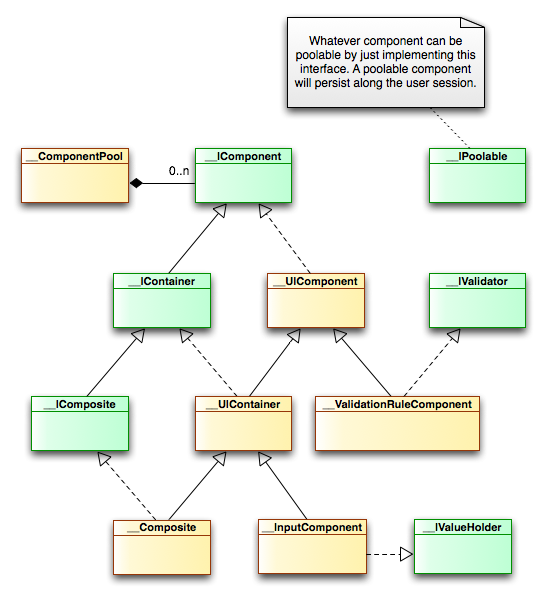 Whatever component can be
poolable by just implementing this
interface. A poolable component
will persist along the user session.
__ComponentPool
0..n
__IComponent
__IPoolable
__IContainer
__UIComponent
__IValidator
__IComposite
__UIContainer
__ValidationRuleComponent
__Composite
__InputComponent
__IValueHolder